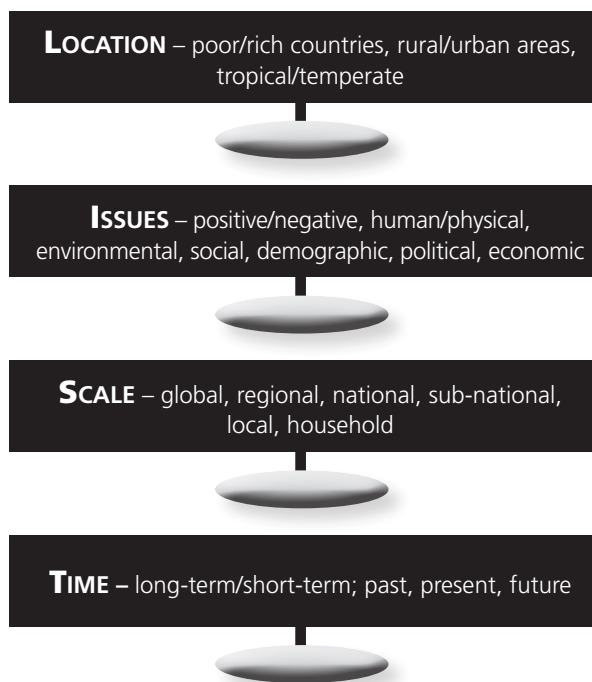 LOCATION – poor/rich countries, rural/urban areas,
tropical/temperate
ISSUES – positive/negative, human/physical,
environmental, social, demographic, political, economic
SCALE – global, regional, national, sub-national,
local, household
TIME – long-term/short-term; past, present, future